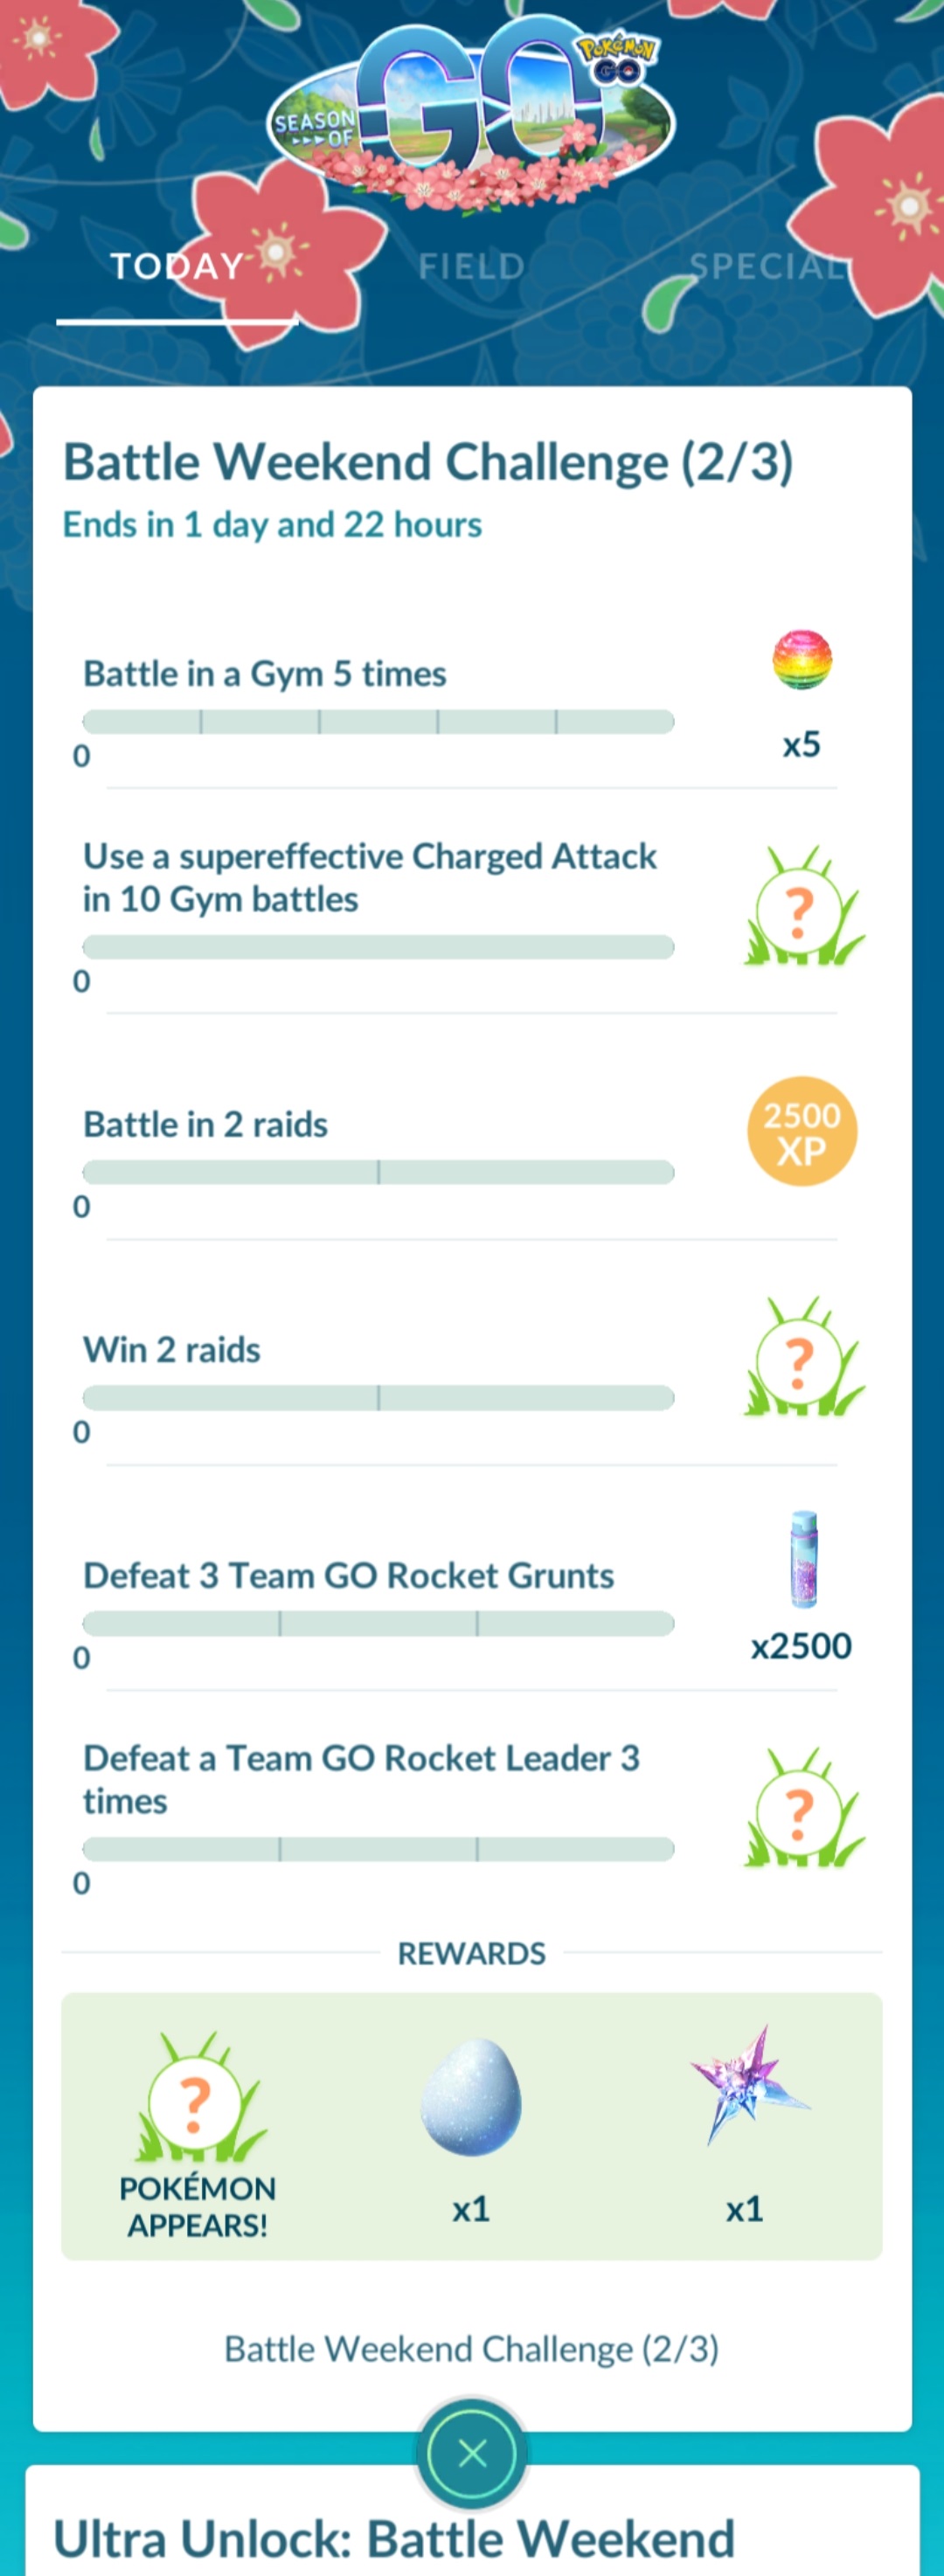 Pokémon
GO
SEASON
OF
GO
TODAY
FIELD
SPECIAL
Battle Weekend Challenge (2/3)
Ends in 1 day and 22 hours
Battle in a Gym 5 times
0
x5
Use a supereffective Charged Attack
in 10 Gym battles
?
0
Battle in 2 raids
2500
XP
0
Win 2 raids
?
0
Defeat 3 Team GO Rocket Grunts
0
x2500
Defeat a Team GO Rocket Leader 3
times
?
0
REWARDS
?
POKÉMON
APPEARS!
x1
x1
Battle Weekend Challenge (2/3)
Ultra Unlock: Battle Weekend